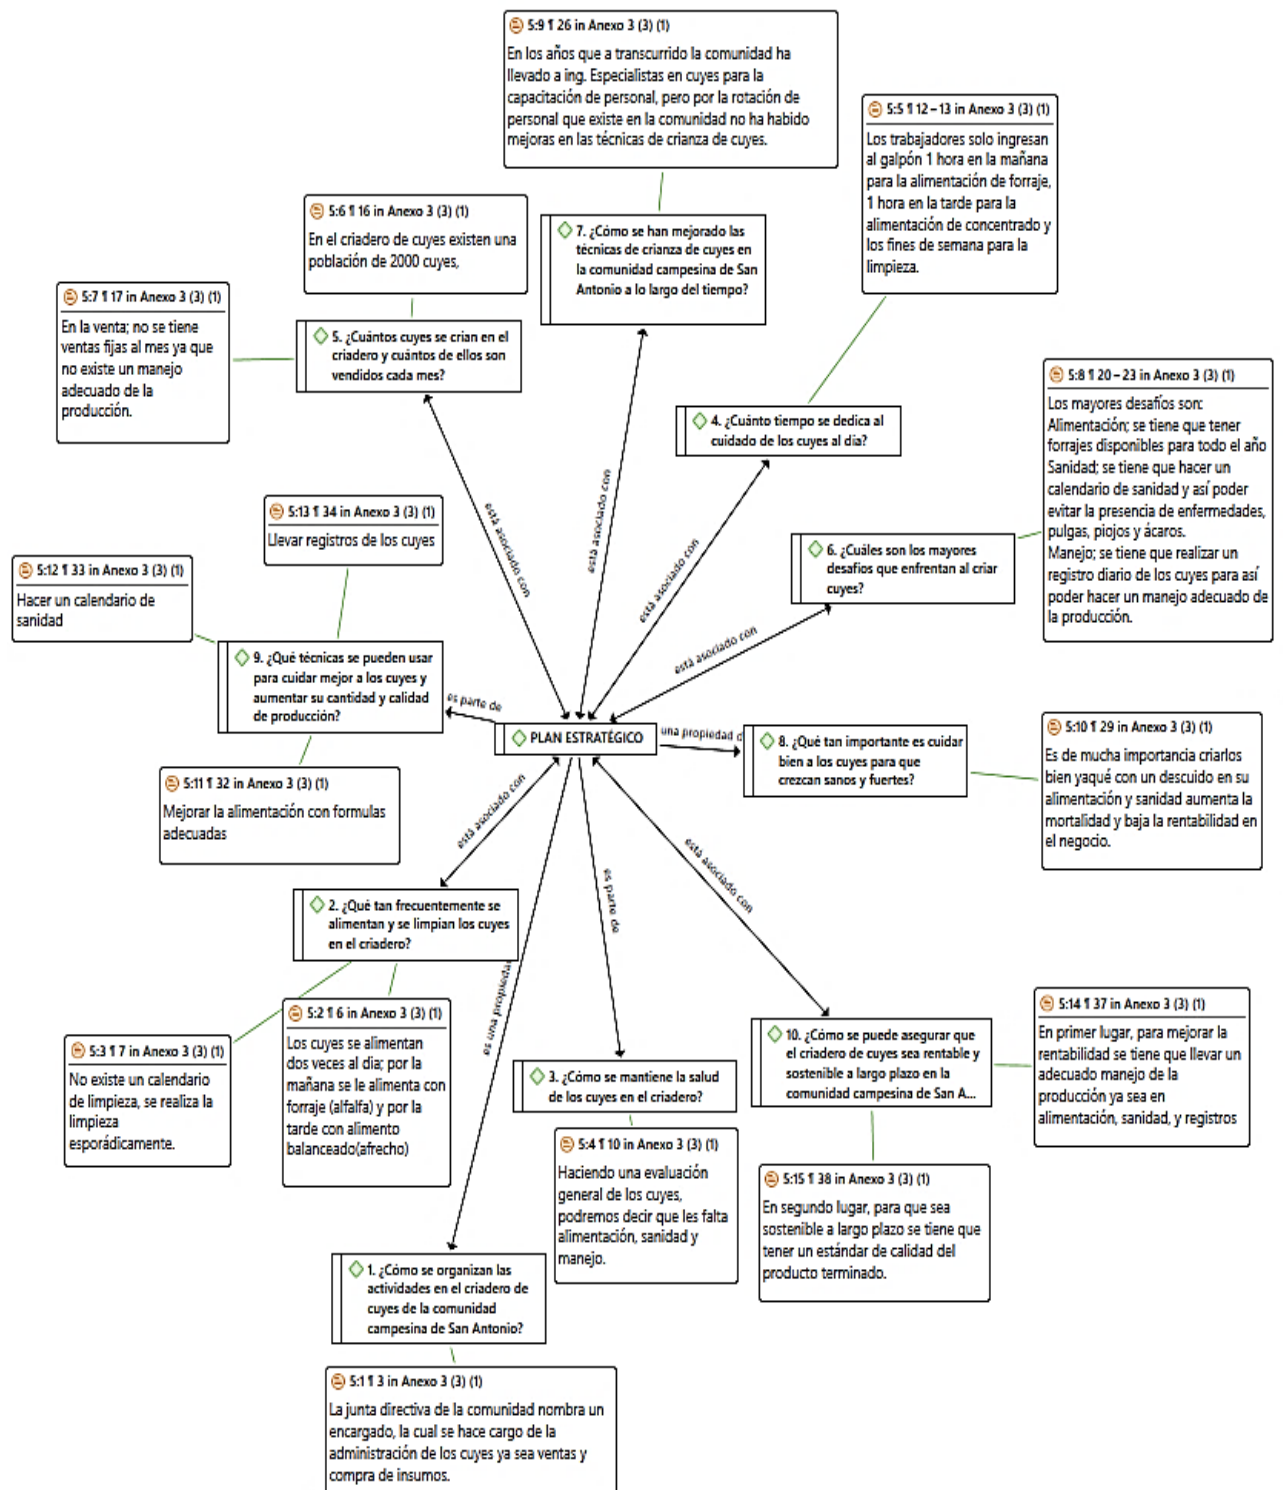 5:9 ¶ 26 in Anexo 3 (3) (1)
En los años que a transcurrido la comunidad ha
llevado a ing. Especialistas en cuyes para la
capacitación de personal, pero por la rotación de
personal que existe en la comunidad no ha habido
mejoras en las técnicas de crianza de cuyes.
5:5 ¶ 12 – 13 in Anexo 3 (3) (1)
Los trabajadores solo ingresan
al galpón 1 hora en la mañana
para la alimentación de forraje,
1 hora en la tarde para la
alimentación de concentrado y
los fines de semana para la
limpieza.
5:6 ¶ 16 in Anexo 3 (3) (1)
En el criadero de cuyes existen una
población de 2000 cuyes,
7. ¿Cómo se han mejorado las
técnicas de crianza de cuyes en
la comunidad campesina de San
Antonio a lo largo del tiempo?
5:7 ¶ 17 in Anexo 3 (3) (1)
En la venta; no se tiene
ventas fijas al mes ya que
no existe un manejo
adecuado de la
producción.
5. ¿Cuántos cuyes se crian en el
criadero y cuántos de ellos son
vendidos cada mes?
5:8 ¶ 20 – 23 in Anexo 3 (3) (1)
Los mayores desafíos son:
Alimentación; se tiene que tener
forrajes disponibles para todo el año
Sanidad; se tiene que hacer un
calendario de sanidad y así poder
evitar la presencia de enfermedades,
pulgas, piojos y ácaros.
Manejo; se tiene que realizar un
registro diario de los cuyes para así
poder hacer un manejo adecuado de
la producción.
4. ¿Cuánto tiempo se dedica al
cuidado de los cuyes al día?
está asociado con
está asociado con
está asociado con
5:13 ¶ 34 in Anexo 3 (3) (1)
Llevar registros de los cuyes
6. ¿Cuáles son los mayores
desafíos que enfrentan al criar
cuyes?
5:12 ¶ 33 in Anexo 3 (3) (1)
Hacer un calendario de
sanidad
está asociado con
9. ¿Qué técnicas se pueden usar
para cuidar mejor a los cuyes y
aumentar su cantidad y calidad
de producción?
es parte de
PLAN ESTRATÉGICO
una propiedad d
8. ¿Qué tan importante es cuidar
bien a los cuyes para que
crezcan sanos y fuertes?
5:10 ¶ 29 in Anexo 3 (3) (1)
Es de mucha importancia criarlos
bien yaqué con un descuido en su
alimentación y sanidad aumenta la
mortalidad y baja la rentabilidad en
el negocio.
5:11 ¶ 32 in Anexo 3 (3) (1)
Mejorar la alimentación con formulas
adecuadas
está asociado con
es parte de
está asociado con
2. ¿Qué tan frecuentemente se
alimentan y se limpian los cuyes
en el criadero?
es una propieda
5:3 ¶ 7 in Anexo 3 (3) (1)
No existe un calendario
de limpieza, se realiza la
limpieza
esporádicamente.
5:2 ¶ 6 in Anexo 3 (3) (1)
Los cuyes se alimentan
dos veces al día; por la
mañana se le alimenta con
forraje (alfalfa) y por la
tarde con alimento
balanceado(afrecho)
3. ¿Cómo se mantiene la salud
de los cuyes en el criadero?
10. ¿Cómo se puede asegurar que
el criadero de cuyes sea rentable y
sostenible a largo plazo en la
comunidad campesina de San A...
5:14 ¶ 37 in Anexo 3 (3) (1)
En primer lugar, para mejorar la
rentabilidad se tiene que llevar un
adecuado manejo de la
producción ya sea en
alimentación, sanidad, y registros
5:4 ¶ 10 in Anexo 3 (3) (1)
Haciendo una evaluación
general de los cuyes,
podremos decir que les falta
alimentación, sanidad y
manejo.
5:15 ¶ 38 in Anexo 3 (3) (1)
En segundo lugar, para que sea
sostenible a largo plazo se tiene que
tener un estándar de calidad del
producto terminado.
1. ¿Cómo se organizan las
actividades en el criadero de
cuyes de la comunidad
campesina de San Antonio?
5:1 ¶ 3 in Anexo 3 (3) (1)
La junta directiva de la comunidad nombra un
encargado, la cual se hace cargo de la
administración de los cuyes ya sea ventas y
compra de insumos.